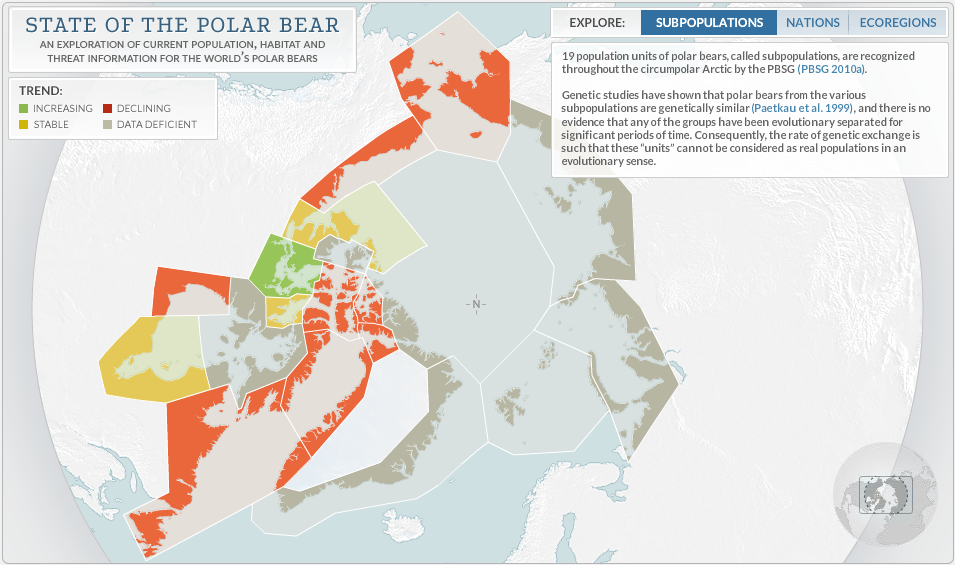 STATE OF THE POLAR BEAR
AN EXPLORATION OF CURRENT POPULATION, HABITAT AND
THREAT INFORMATION FOR THE WORLD'S POLAR BEARS
TREND:
INCREASING DECLINING
STABLE DATA DEFICIENT
EXPLORE: SUBPOPULATIONS NATIONS ECOREGIONS
19 population units of polar bears, called subpopulations, are recognized
throughout the circumpolar Arctic by the PBSG (PBSG 2010a).
Genetic studies have shown that polar bears from the various
subpopulations are genetically similar (Paetkau et al. 1999), and there is no
evidence that any of the groups have been evolutionary separated for
significant periods of time. Consequently, the rate of genetic exchange is
such that these "units" cannot be considered as real populations in an
evolutionary sense.
N